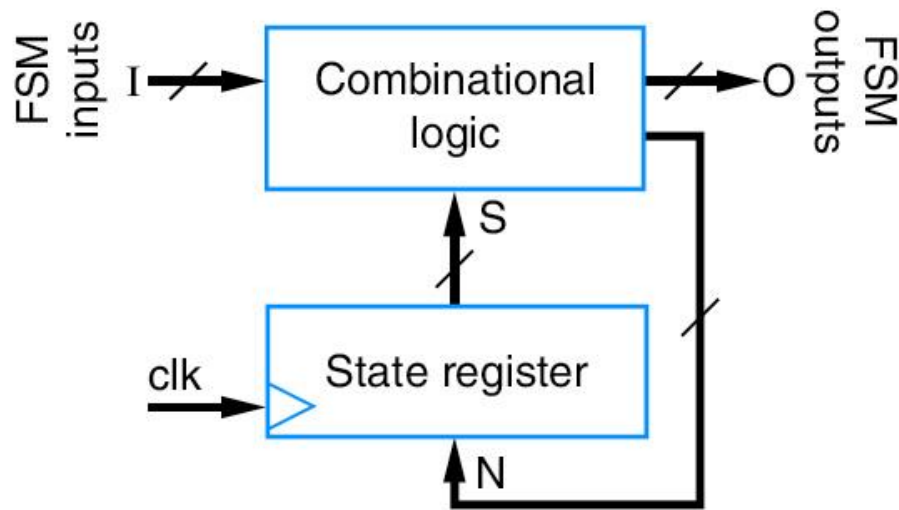 FSM
inputs
I
Combinational
logic
O
FSM
outputs
S
clk
State register
N